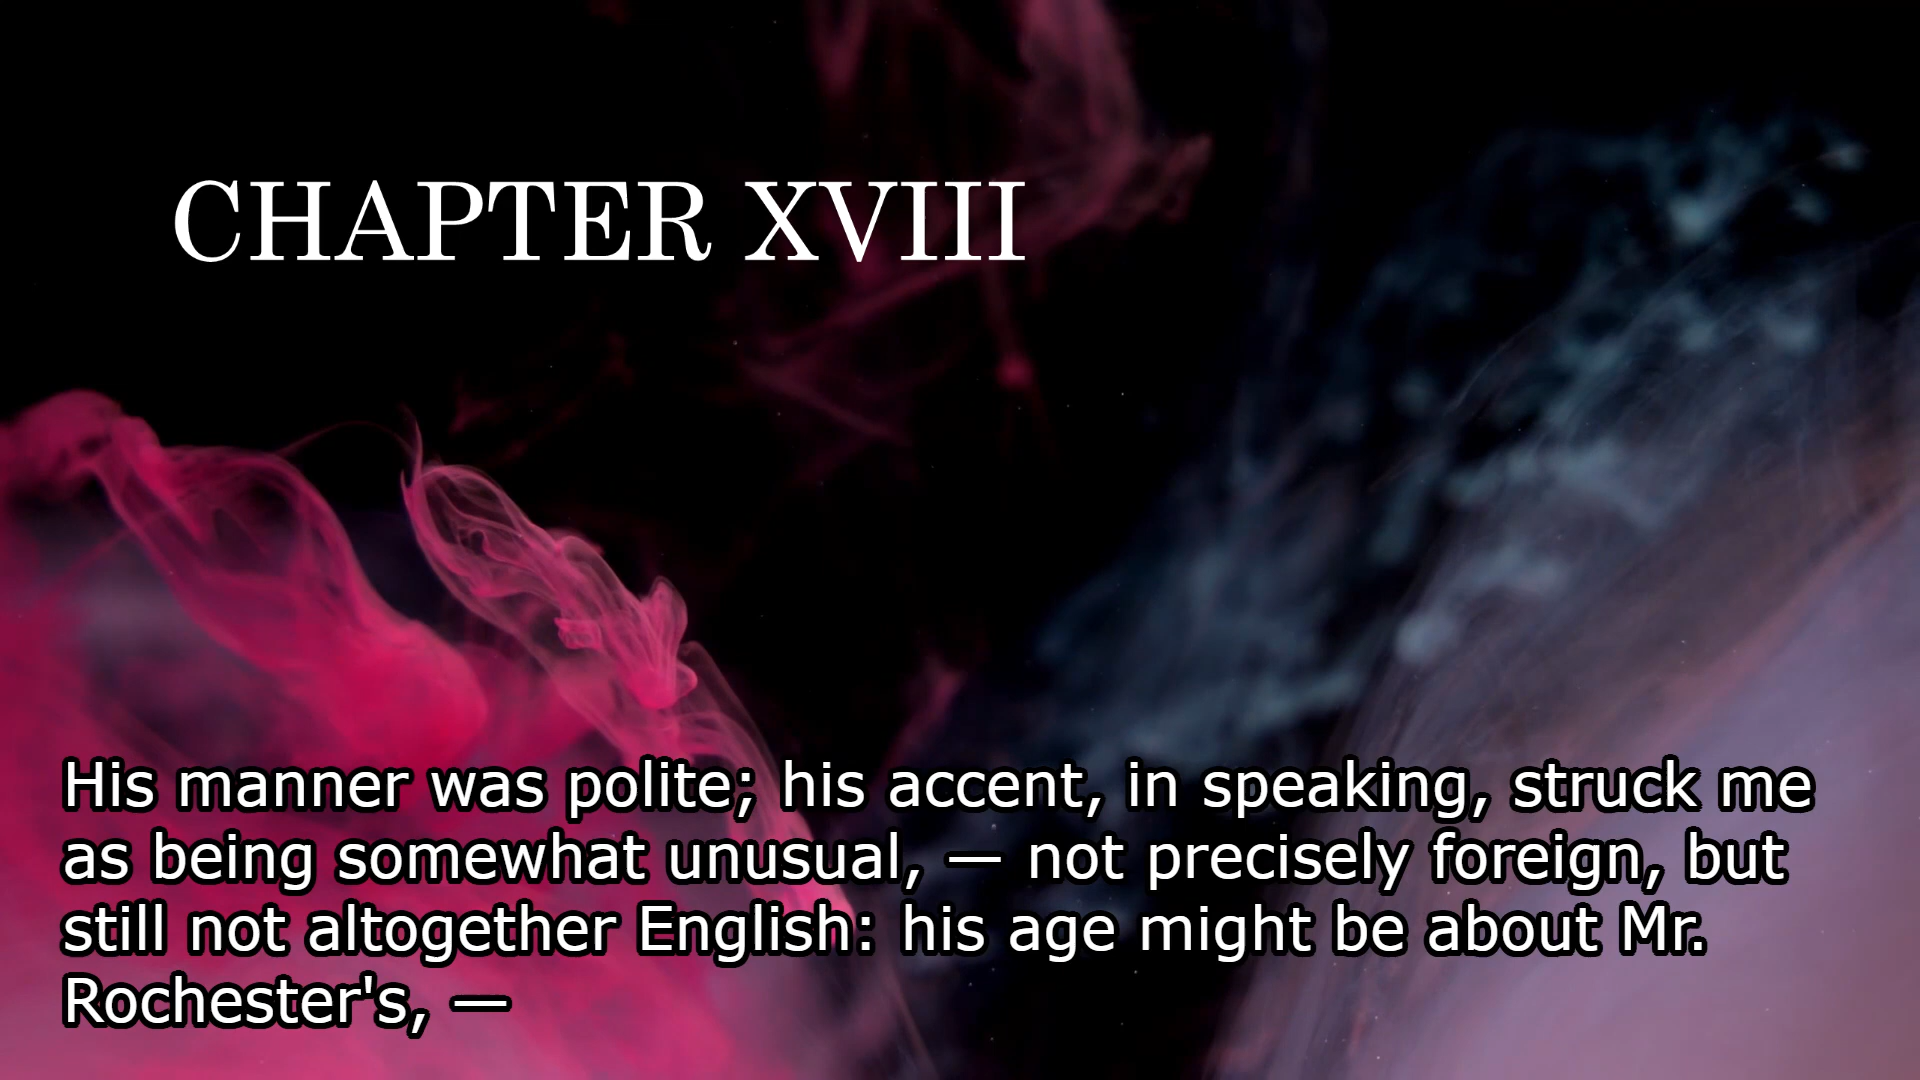 CHAPTER XVIII
His manner was polite; his accent, in speaking, struck me
as being somewhat unusual, — not precisely foreign, but
still not altogether English: his age might be about Mr.
Rochester's, —